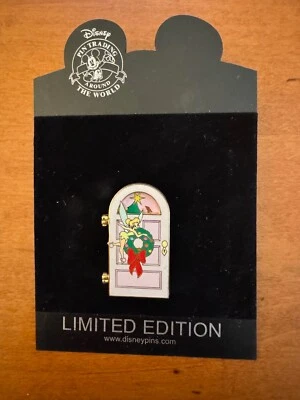 Disney
PIN TRADING
AROUND
THE WORLD
LIMITED EDITION
www.disneypins.com